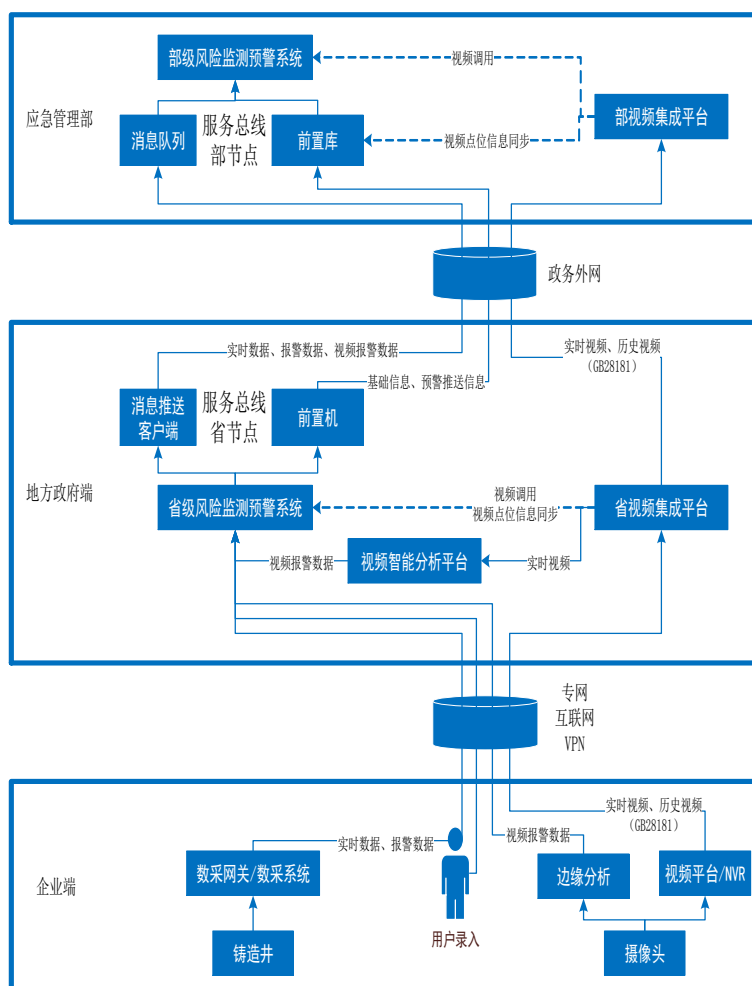 部级风险监测预警系统
视频调用
应急管理部
消息队列
服务总线
部节点
前置库
视频点位信息同步
部视频集成平台
政务外网
实时数据、报警数据、视频报警数据
实时视频、历史视频
(GB28181)
基础信息、预警推送信息
消息推送
客户端
服务总线
省节点
前置机
地方政府端
省级风险监测预警系统
视频调用
视频点位信息同步
省视频集成平台
视频报警数据
视频智能分析平台
实时视频
专网
互联网
VPN
实时视频、历史视频
(GB28181)
实时数据、报警数据
视频报警数据
企业端
数采网关/数采系统
边缘分析
视频平台/NVR
用户录入
铸造井
摄像头